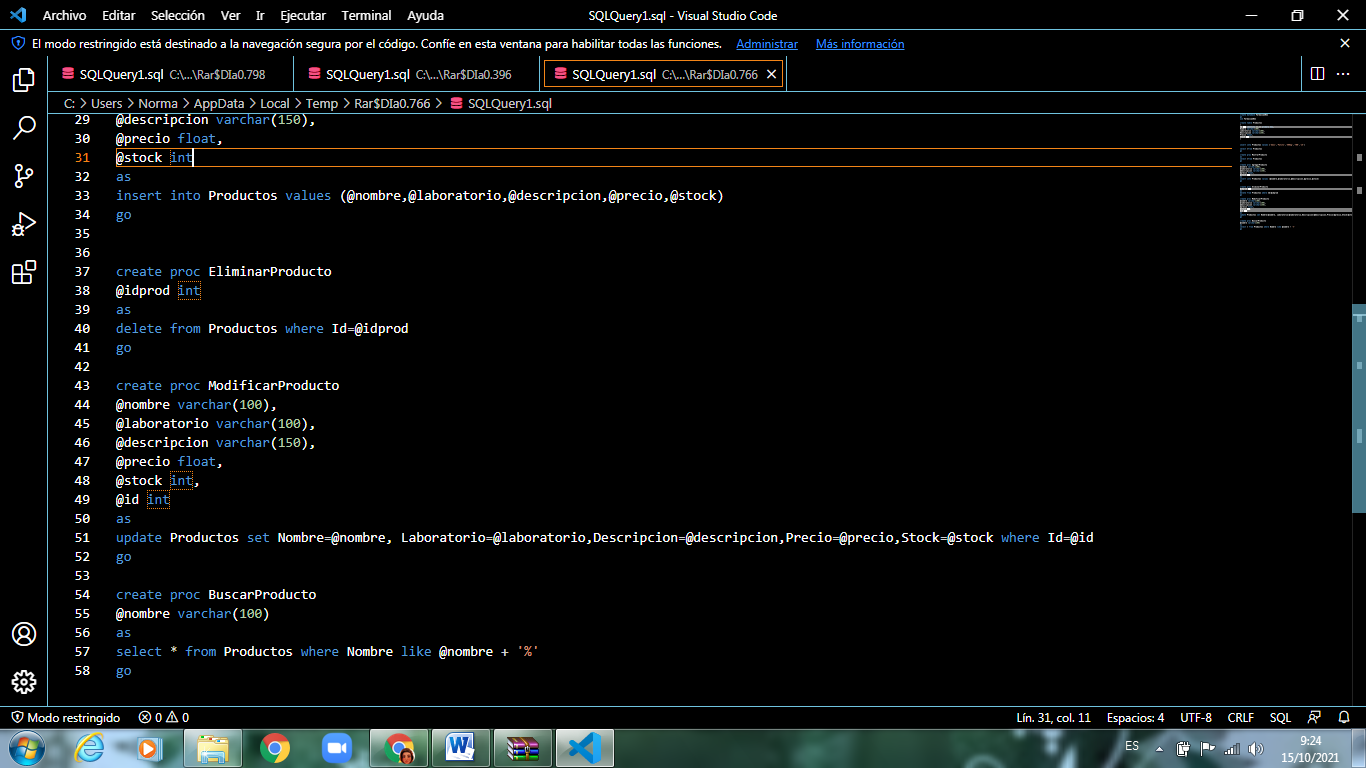 Archivo Editar Selección Ver Ir Ejecutar Terminal Ayuda SQLQuery1.sql - Visual Studio Code
El modo restringido está destinado a la navegación segura por el código. Confíe en esta ventana para habilitar todas las funciones. Administrar Más información
SQLQuery1.sql C:\...\Rar$DIa0.798 SQLQuery1.sql C:\...\Rar$DIa0.396 SQLQuery1.sql C:\...\Rar$DIa0.766
C: > Users > Norma > AppData > Local > Temp > Rar$DIa0.766 > SQLQuery1.sql
29 @descripcion varchar(150),
30 @precio float,
31 @stock int
32 as
33 insert into Productos values (@nombre,@laboratorio,@descripcion,@precio,@stock)
34 go
35
36
37 create proc EliminarProducto
38 @idprod int
39 as
40 delete from Productos where Id=@idprod
41 go
42
43 create proc ModificarProducto
44 @nombre varchar(100),
45 @laboratorio varchar(100),
46 @descripcion varchar(150),
47 @precio float,
48 @stock int,
49 @id int
50 as
51 update Productos set Nombre=@nombre, Laboratorio=@laboratorio,Descripcion=@descripcion,Precio=@precio,Stock=@stock where Id=@id
52 go
53
54 create proc BuscarProducto
55 @nombre varchar(100)
56 as
57 select * from Productos where Nombre like @nombre + '%'
58 go
Modo restringido 0 0 Lín. 31, col. 11 Espacios: 4 UTF-8 CRLF SQL
ES 9:24
15/10/2021